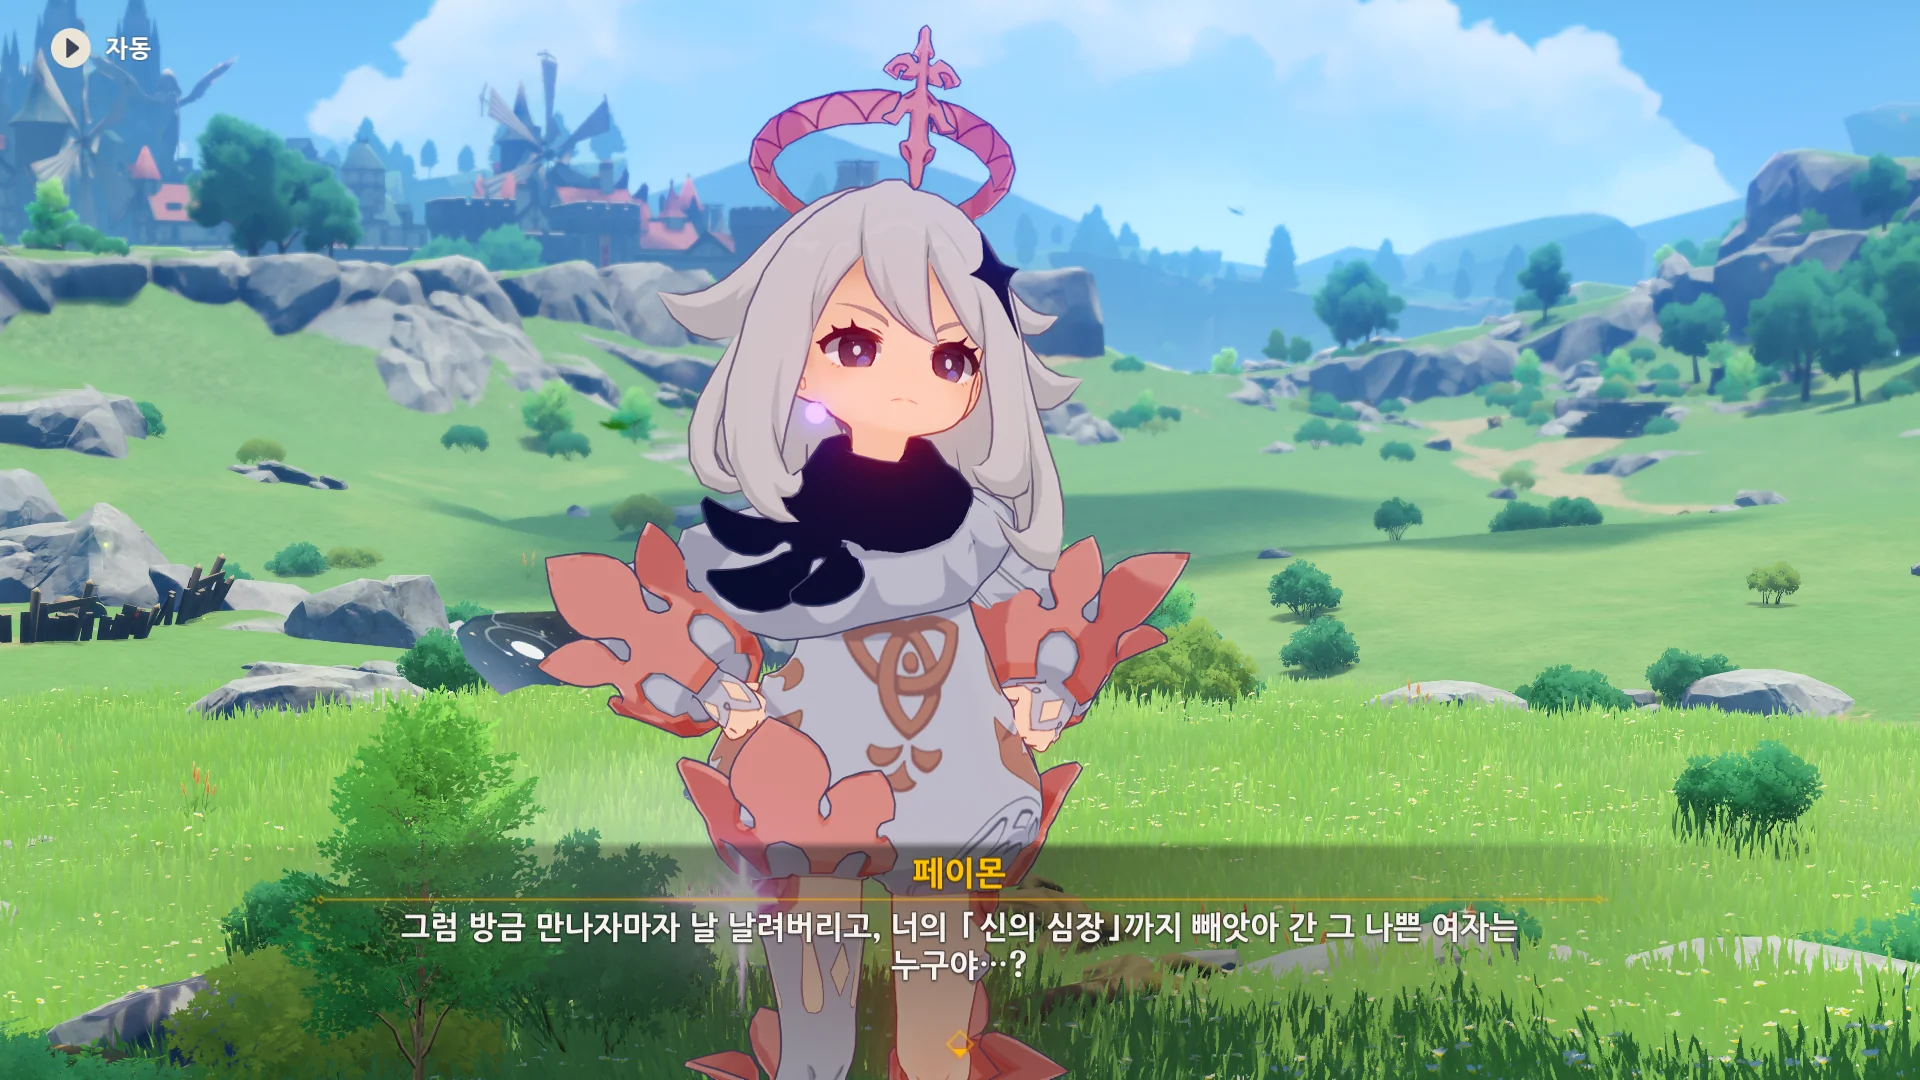 자동
페이몬
그럼 방금 만나자마자 날 날려버리고, 너의 「신의 심장」까지 빼앗아 간 그 나쁜 여자는
누구야…?